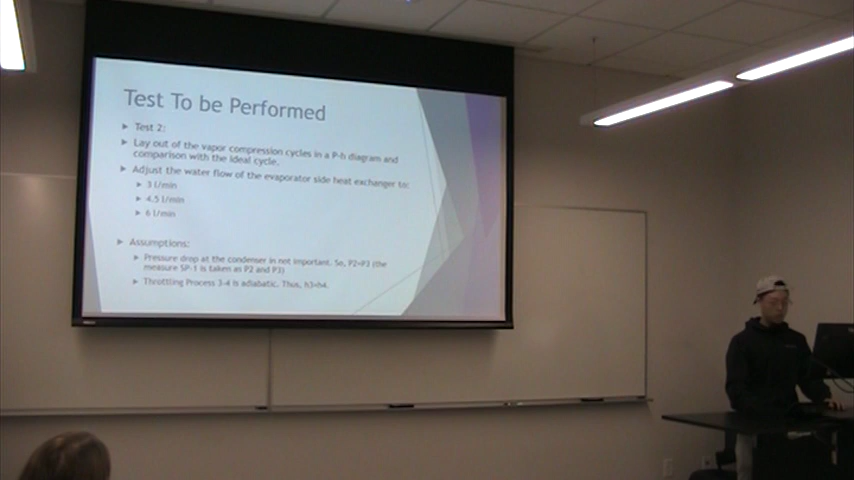 Test To be Performed
Test 2:
Lay out of the vapor compression cycles in a P-h diagram and
comparison with the ideal cycle.
Adjust the water flow of the evaporator side heat exchanger to:
3 l/min
4.5 l/min
6 l/min
Assumptions:
Pressure drop at the condenser in not important. So, P2=P3 (the
measure SP-1 is taken as P2 and P3)
Throttling Process 3-4 is adiabatic. Thus, h3=h4.